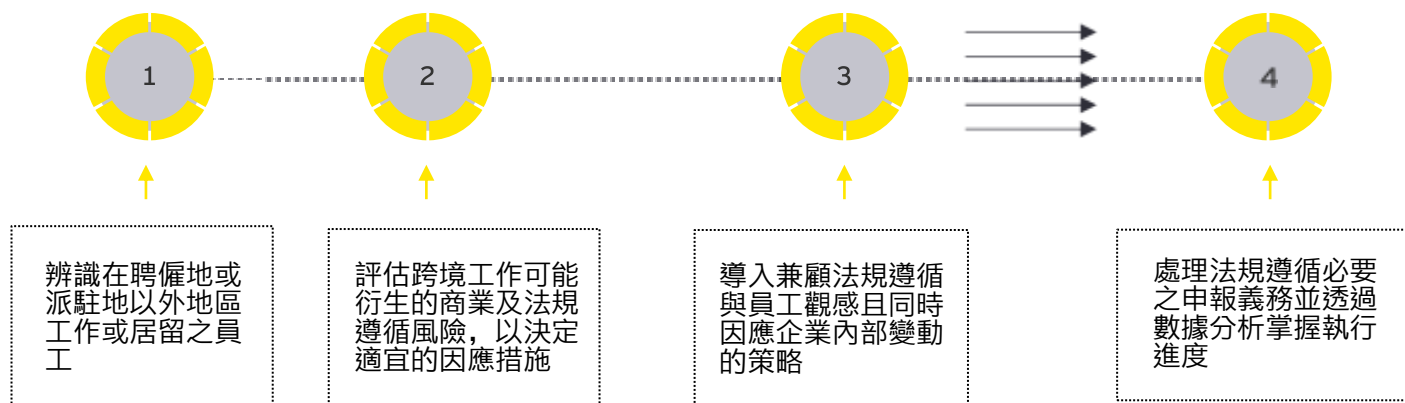 1
2
3
4
辨識在聘僱地或
派駐地以外地區
工作或居留之員
工
評估跨境工作可能
衍生的商業及法規
遵循風險，以決定
適宜的因應措施
導入兼顧法規遵循
與員工觀感且同時
因應企業內部變動
的策略
處理法規遵循必要
之申報義務並透過
數據分析掌握執行
進度